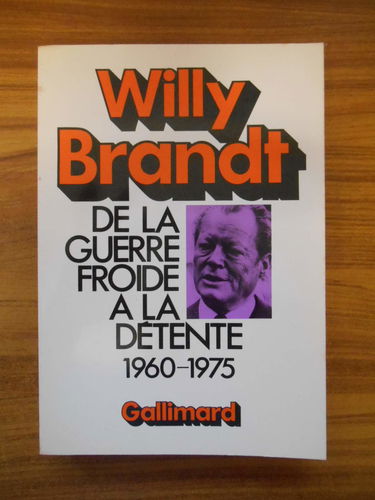 Willy
Brandt
DE LA
GUERRE
FROIDE
A LA
DÉTENTE
1960-1975
Gallimard